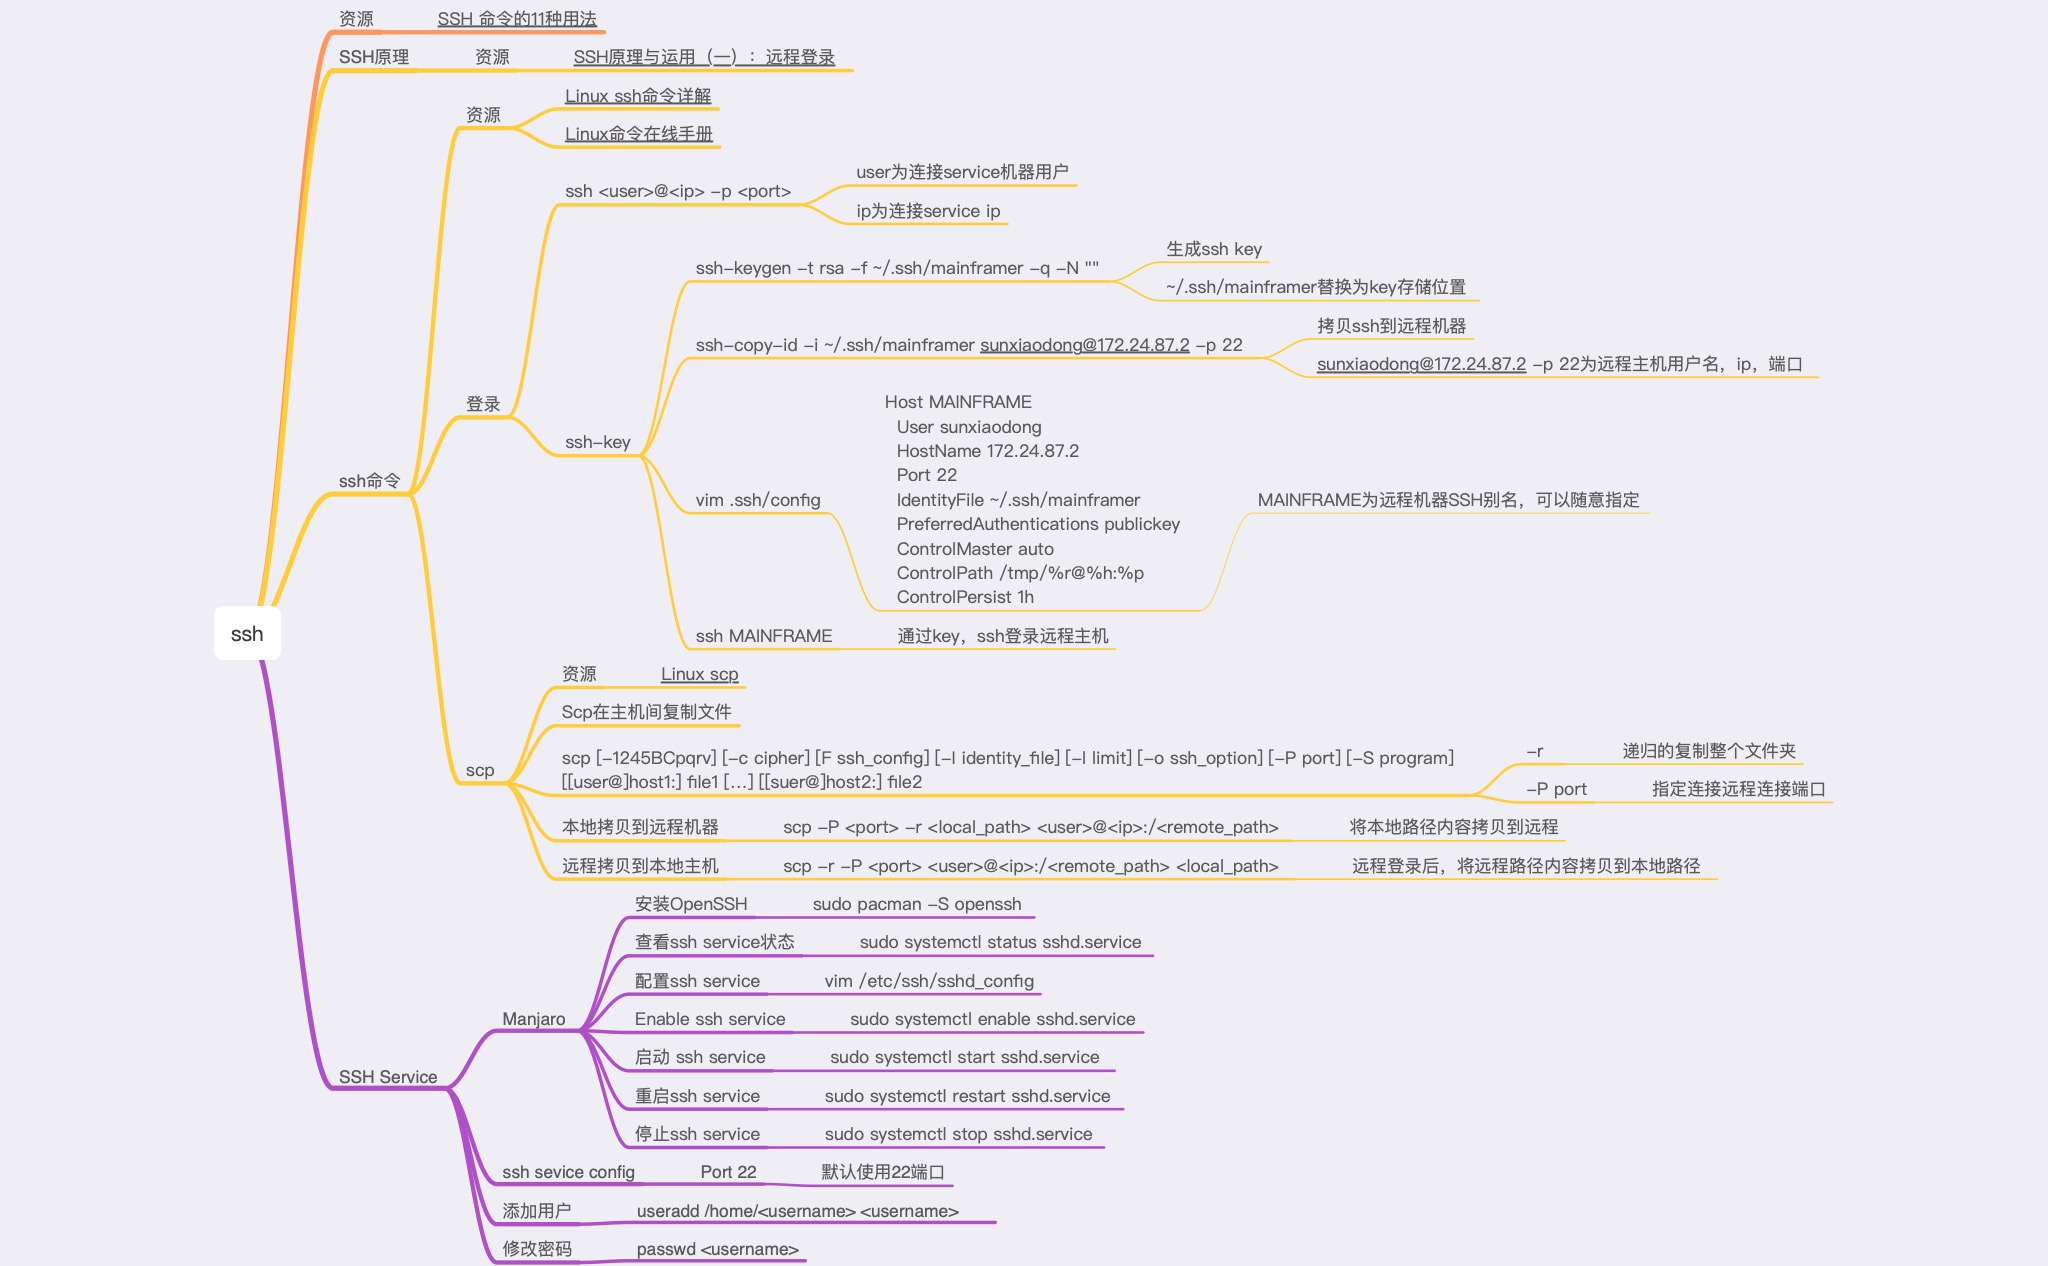 资源
SSH 命令的11种用法
SSH原理
资源
SSH原理与运用（一）：远程登录
资源
Linux ssh命令详解
Linux命令在线手册
ssh <user>@<ip> -p <port>
user为连接service机器用户
ip为连接service ip
ssh-keygen -t rsa -f ~/.ssh/mainframer -q -N ""
生成ssh key
~/.ssh/mainframer替换为key存储位置
ssh-copy-id -i ~/.ssh/mainframer sunxiaodong@172.24.87.2 -p 22
拷贝ssh到远程机器
sunxiaodong@172.24.87.2 -p 22为远程主机用户名，ip，端口
登录
ssh-key
ssh命令
vim .ssh/config
Host MAINFRAME
User sunxiaodong
HostName 172.24.87.2
Port 22
IdentityFile ~/.ssh/mainframer
PreferredAuthentications publickey
ControlMaster auto
ControlPath /tmp/%r@%h:%p
ControlPersist 1h
MAINFRAME为远程机器SSH别名，可以随意指定
ssh MAINFRAME
通过key，ssh登录远程主机
ssh
资源
Linux scp
Scp在主机间复制文件
scp
scp [-1245BCpqrv] [-c cipher] [F ssh_config] [-I identity_file] [-l limit] [-o ssh_option] [-P port] [-S program]
[[user@]host1:] file1 […] [[suer@]host2:] file2
-r
递归的复制整个文件夹
-P port
指定连接远程连接端口
本地拷贝到远程机器
scp -P <port> -r <local_path> <user>@<ip>:/<remote_path>
将本地路径内容拷贝到远程
远程拷贝到本地主机
scp -r -P <port> <user>@<ip>:/<remote_path> <local_path>
远程登录后，将远程路径内容拷贝到本地路径
安装OpenSSH
sudo pacman -S openssh
查看ssh service状态
sudo systemctl status sshd.service
配置ssh service
vim /etc/ssh/sshd_config
Manjaro
Enable ssh service
sudo systemctl enable sshd.service
启动 ssh service
sudo systemctl start sshd.service
SSH Service
重启ssh service
sudo systemctl restart sshd.service
停止ssh service
sudo systemctl stop sshd.service
ssh sevice config
Port 22
默认使用22端口
添加用户
useradd /home/<username> <username>
修改密码
passwd <username>